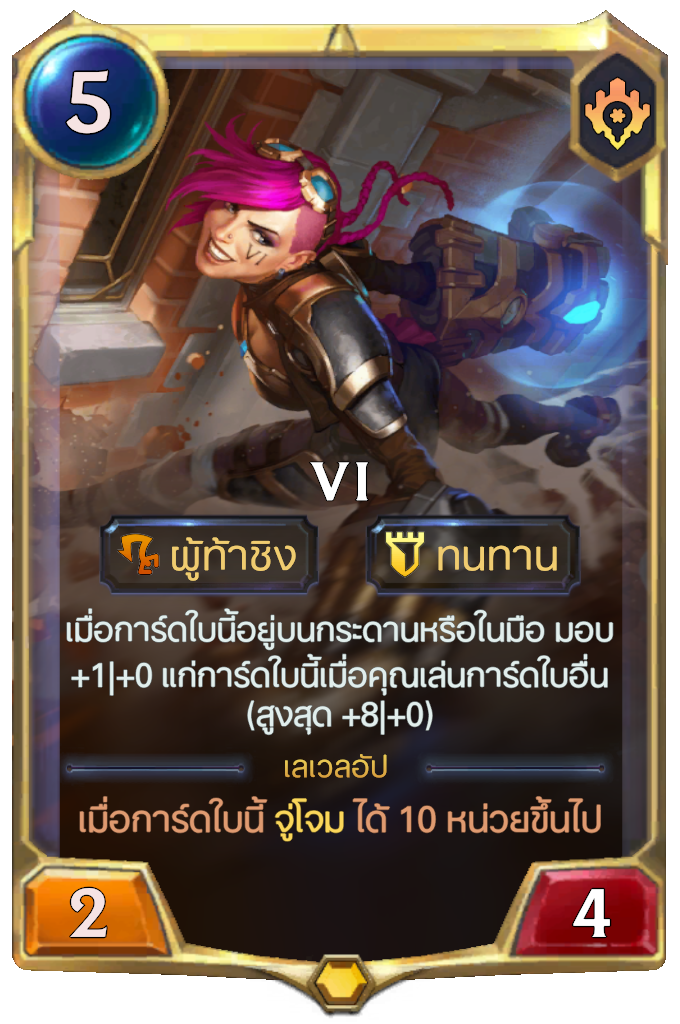 5
VI
VI
ผู้ท้าชิง
ทนทาน
เมื่อการ์ดใบนี้อยู่บนกระดานหรือในมือ มอบ
+1|+0 แก่การ์ดใบนี้เมื่อคุณเล่นการ์ดใบอื่น
(สูงสุด +8|+0)
เลเวลอัป
เมื่อการ์ดใบนี้ จู่โจม ได้ 10 หน่วยขึ้นไป
2
4